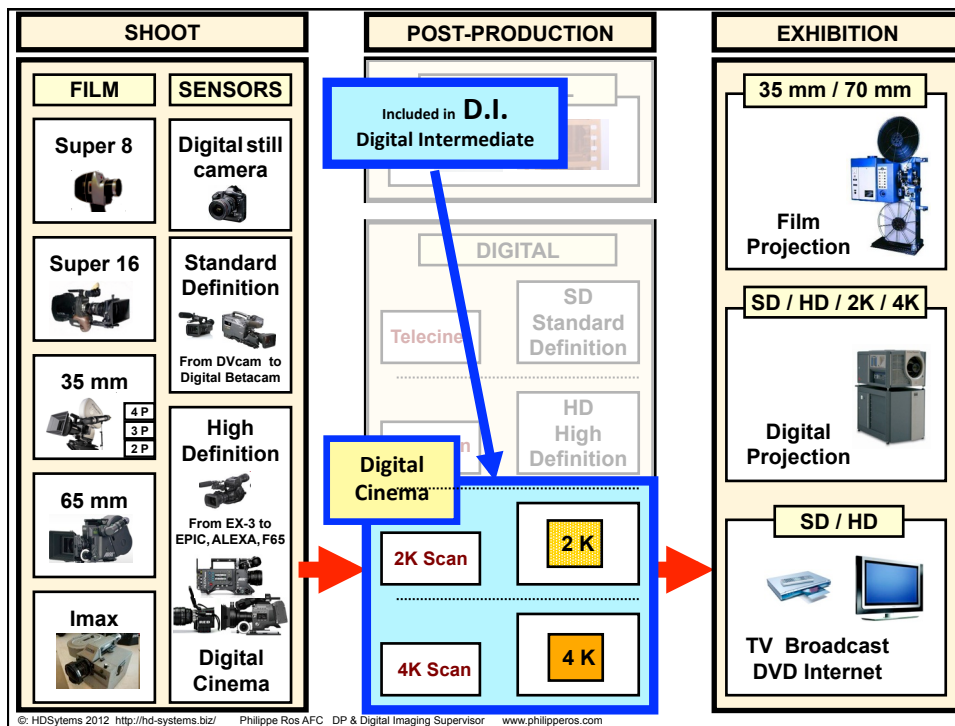 SHOOT
FILM
SENSORS
Super 8
Digital still
camera
Super 16
Standard
Definition
From DVcam to
Digital Betacam
35 mm
4 P
3 P
2 P
High
Definition
From EX-3 to
EPIC, ALEXA, F65
65 mm
Imax
Digital
Cinema
POST-PRODUCTION
Included in D.I.
Digital Intermediate
DIGITAL
Telecine
SD
Standard
Definition
HD
High
Definition
Digital
Cinema
2K Scan
2 K
4K Scan
4 K
EXHIBITION
35 mm / 70 mm
Film
Projection
SD / HD / 2K / 4K
Digital
Projection
SD / HD
TV Broadcast
DVD Internet
©: HDSytems 2012 http://hd-systems.biz/ Philippe Ros AFC DP & Digital Imaging Supervisor www.philipperos.com